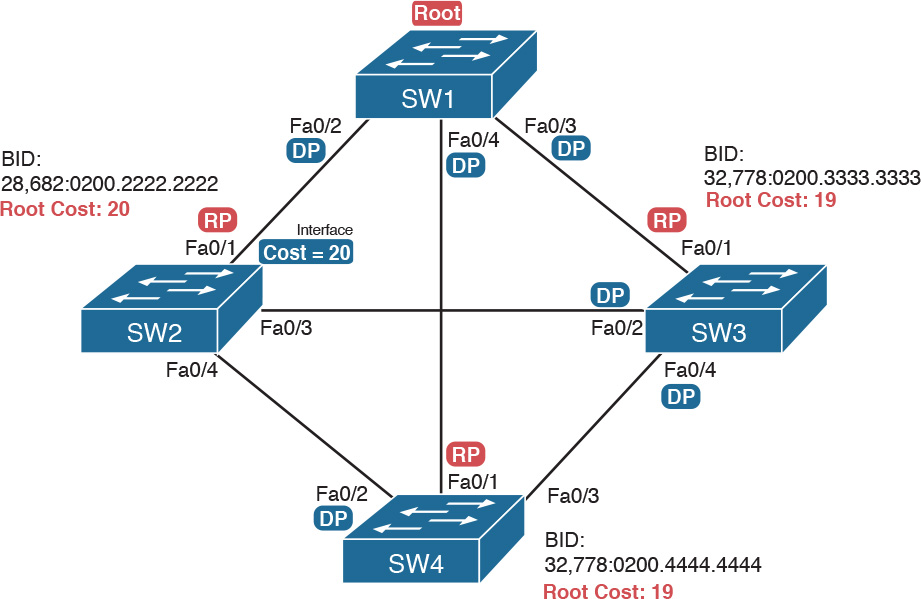 Root
SW1
Fa0/2
DP
Fa0/4
DP
Fa0/3
DP
BID:
28,682:0200.2222.2222
Root Cost: 20
BID:
32,778:0200.3333.3333
Root Cost: 19
RP
Fa0/1
Interface
Cost = 20
RP
Fa0/1
SW2
Fa0/3
Fa0/4
DP
Fa0/2
SW3
Fa0/4
DP
RP
Fa0/1
Fa0/2
DP
Fa0/3
SW4
BID:
32,778:0200.4444.4444
Root Cost: 19